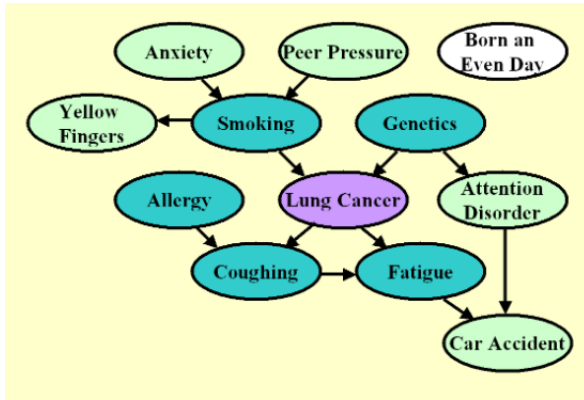 Anxiety
Peer Pressure
Born an
Even Day
Yellow
Fingers
Smoking
Genetics
Allergy
Lung Cancer
Attention
Disorder
Coughing
Fatigue
Car Accident